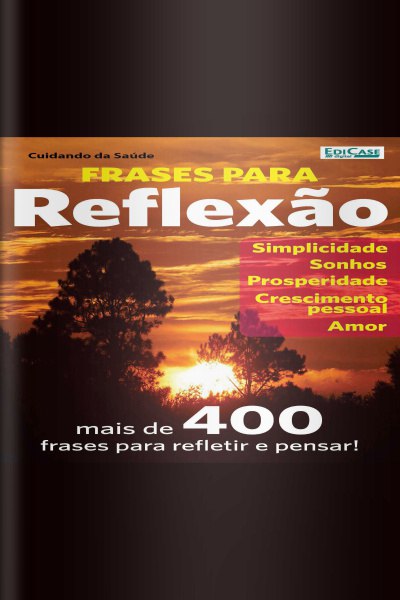 Cuidando da Saúde
EDICASE
Digital
FRASES PARA
Reflexão
Simplicidade
Sonhos
Prosperidade
Crescimento
pessoal
Amor
mais de 400
frases para refletir e pensar!